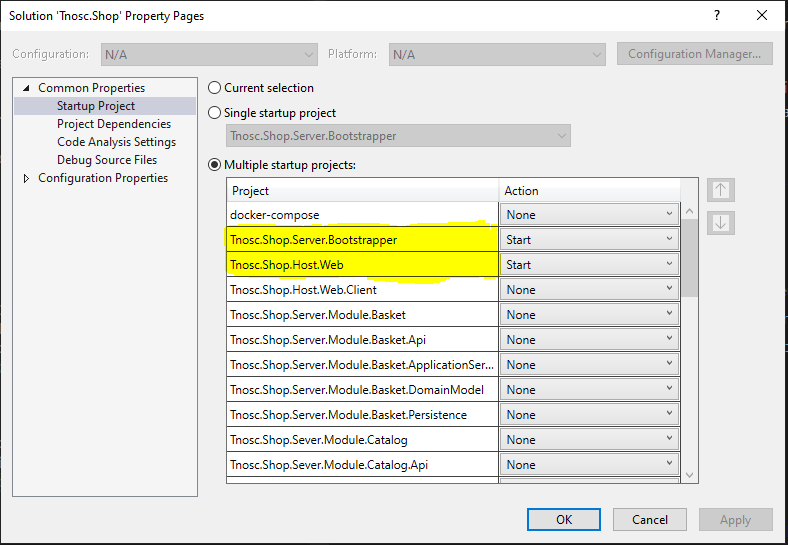 Solution 'Tnosc.Shop' Property Pages
?
Configuration: N/A Platform: N/A Configuration Manager...
Common Properties
Startup Project
Project Dependencies
Code Analysis Settings
Debug Source Files
Configuration Properties
Current selection
Single startup project
Tnosc.Shop.Server.Bootstrapper
Multiple startup projects:
Project Action
docker-compose None
Tnosc.Shop.Server.Bootstrapper Start
Tnosc.Shop.Host.Web Start
Tnosc.Shop.Host.Web.Client None
Tnosc.Shop.Server.Module.Basket None
Tnosc.Shop.Server.Module.Basket.Api None
Tnosc.Shop.Server.Module.Basket.ApplicationSer... None
Tnosc.Shop.Server.Module.Basket.DomainModel None
Tnosc.Shop.Server.Module.Basket.Persistence None
Tnosc.Shop.Sever.Module.Catalog None
Tnosc.Shop.Sever.Module.Catalog.Api None
OK Cancel Apply